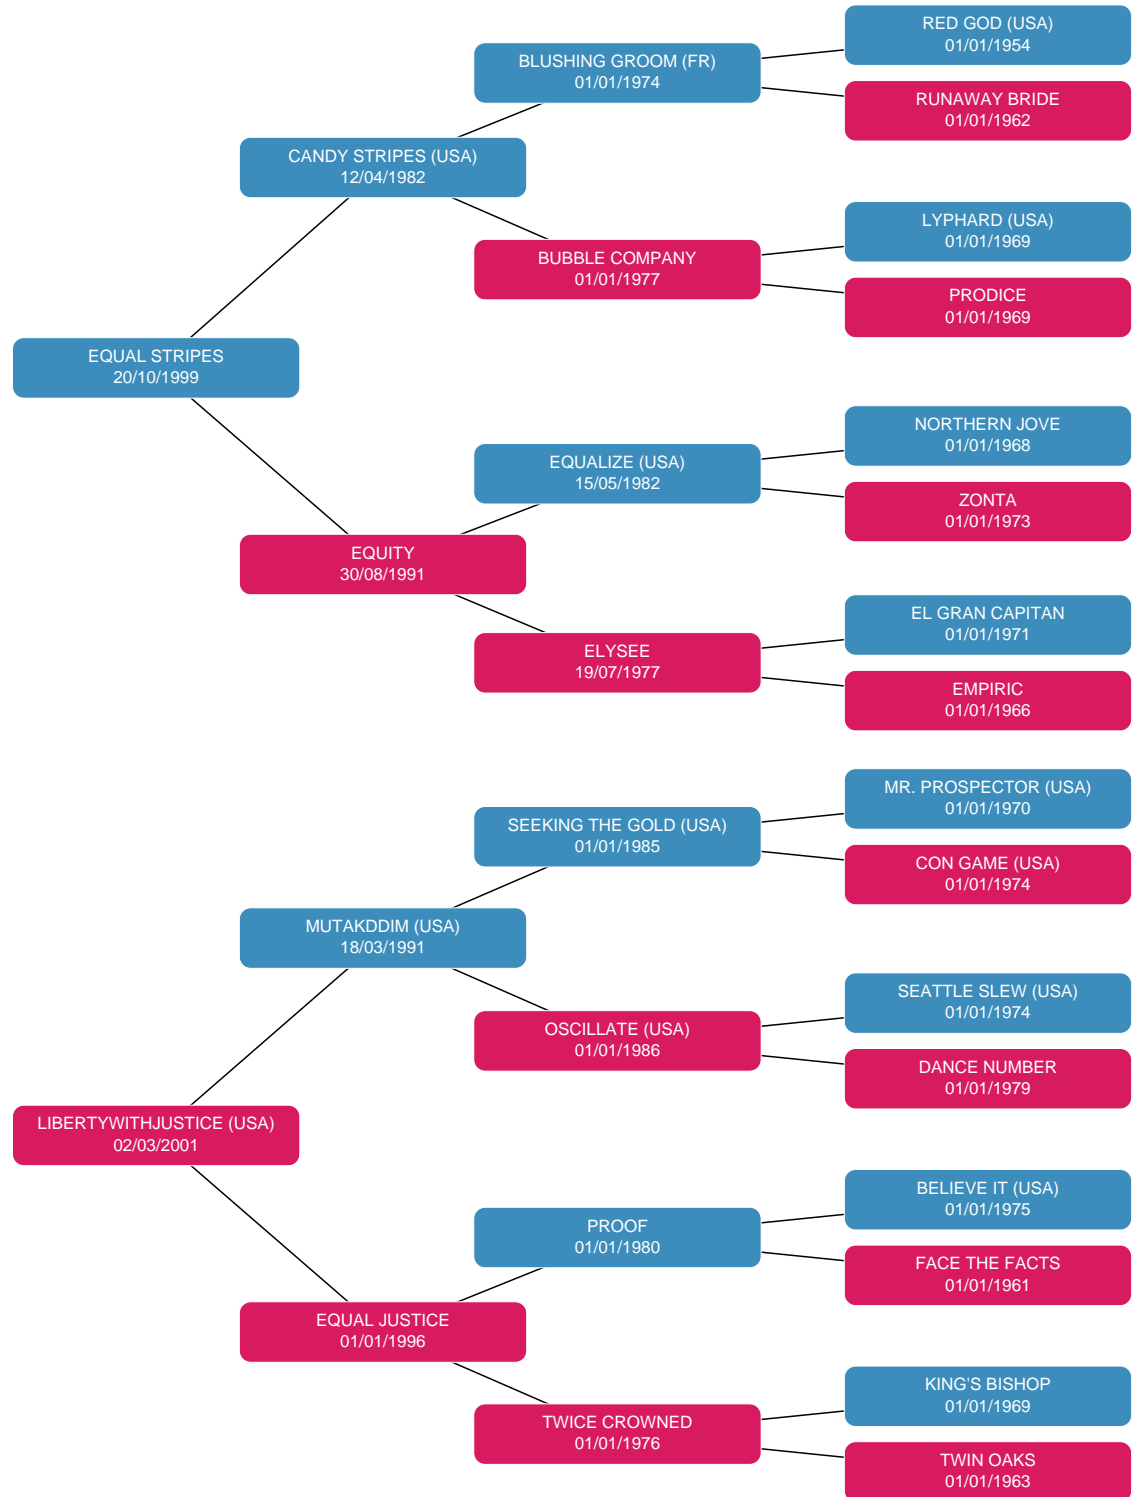 RED GOD (USA)
01/01/1954
BLUSHING GROOM (FR)
01/01/1974
RUNAWAY BRIDE
01/01/1962
CANDY STRIPES (USA)
12/04/1982
LYPHARD (USA)
01/01/1969
BUBBLE COMPANY
01/01/1977
PRODICE
01/01/1969
EQUAL STRIPES
20/10/1999
NORTHERN JOVE
01/01/1968
EQUALIZE (USA)
15/05/1982
ZONTA
01/01/1973
EQUITY
30/08/1991
EL GRAN CAPITAN
01/01/1971
ELYSEE
19/07/1977
EMPIRIC
01/01/1966
MR. PROSPECTOR (USA)
01/01/1970
SEEKING THE GOLD (USA)
01/01/1985
CON GAME (USA)
01/01/1974
MUTAKDDIM (USA)
18/03/1991
SEATTLE SLEW (USA)
01/01/1974
OSCILLATE (USA)
01/01/1986
DANCE NUMBER
01/01/1979
LIBERTYWITHJUSTICE (USA)
02/03/2001
BELIEVE IT (USA)
01/01/1975
PROOF
01/01/1980
FACE THE FACTS
01/01/1961
EQUAL JUSTICE
01/01/1996
KING'S BISHOP
01/01/1969
TWICE CROWNED
01/01/1976
TWIN OAKS
01/01/1963